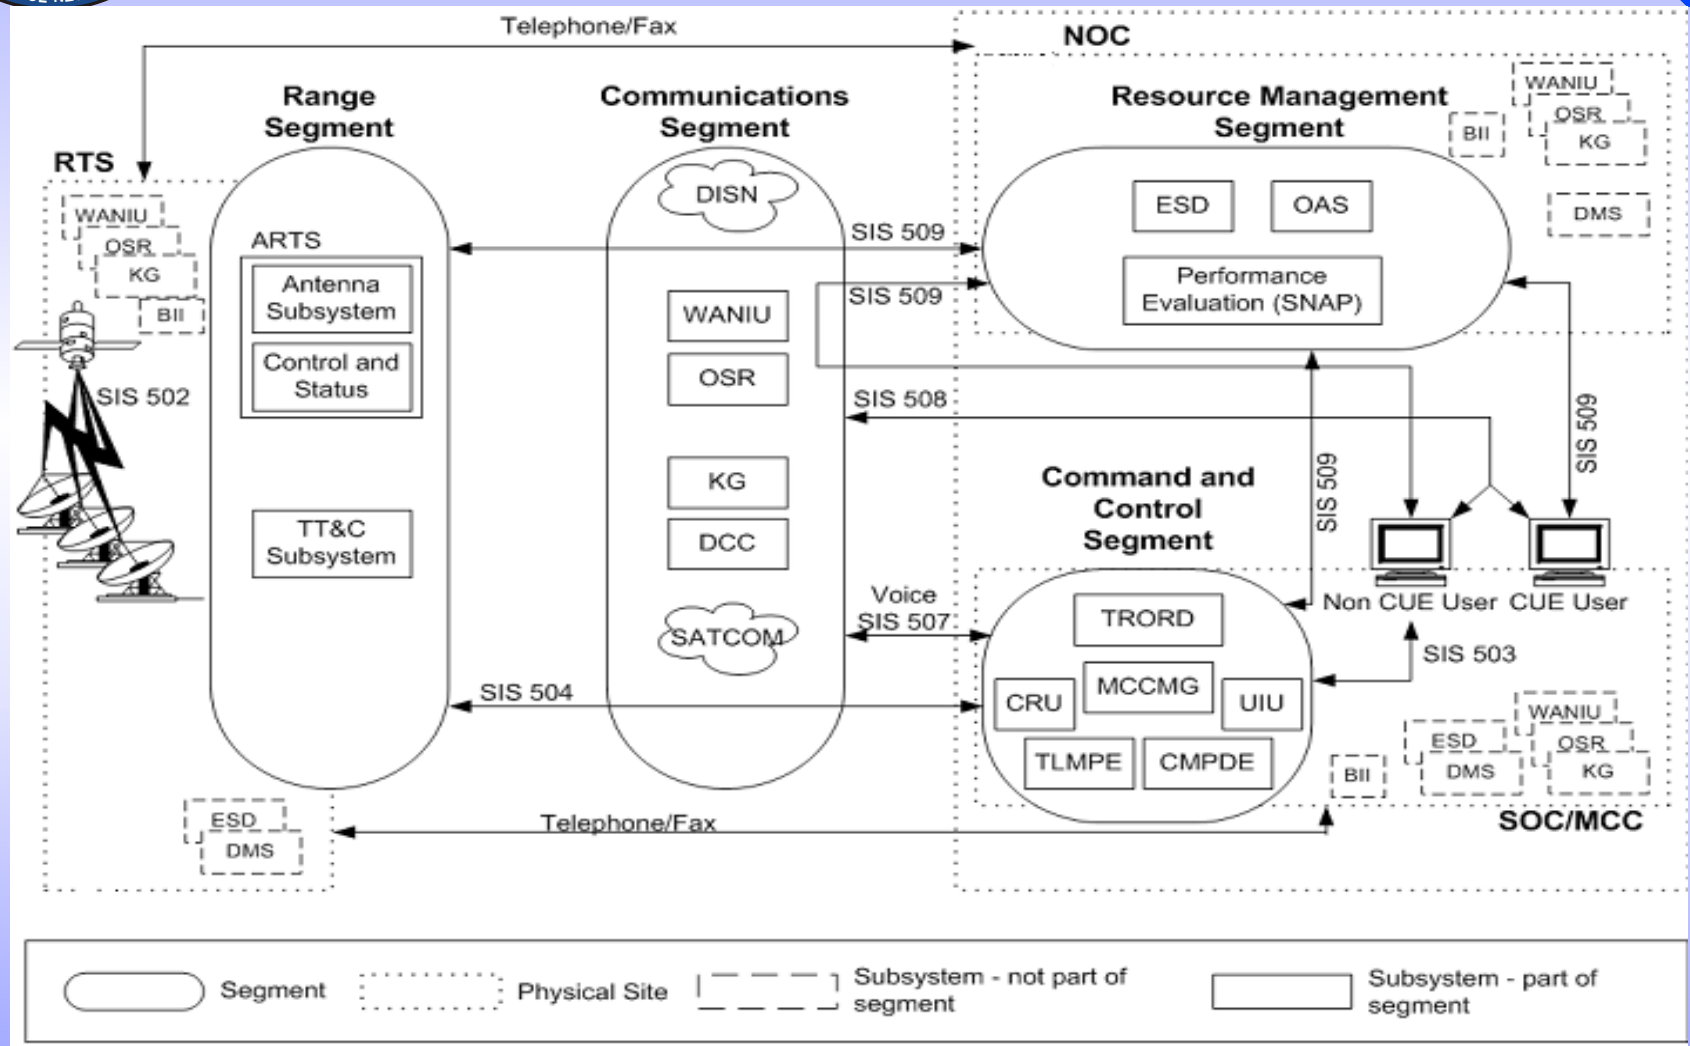 Telephone/Fax
NOC
Range
Segment
Communications
Segment
Resource Management
Segment
WANIU
OSR
KG
BII
DMS
RTS
WANIU
OSR
KG
BII
ARTS
Antenna
Subsystem
Control and
Status
TT&C
Subsystem
SIS 502
DISN
WANIU
OSR
KG
DCC
SATCOM
SIS 509
SIS 509
SIS 508
ESD
OAS
Performance
Evaluation (SNAP)
SIS 509
SIS 509
Command and
Control
Segment
Voice
SIS 507
SIS 504
Non CUE User
CUE User
SIS 503
TRORD
CRU
MCCMG
UIU
TLMPE
CMPDE
BII
ESD
DMS
WANIU
OSR
KG
SOC/MCC
ESD
DMS
Telephone/Fax
Segment
Physical Site
Subsystem - not part of
segment
Subsystem - part of
segment